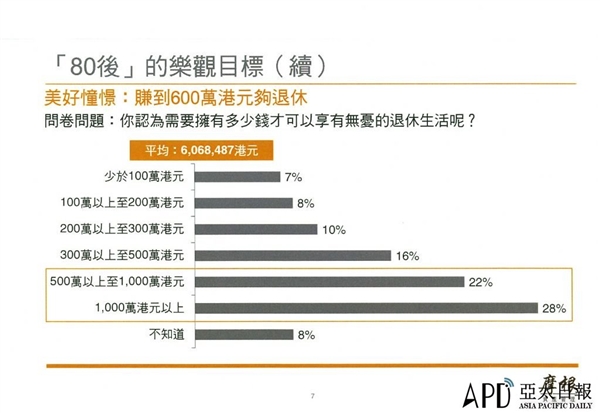 「80後」的樂觀目標（續）
美好憧憬：賺到600萬港元夠退休
問卷問題：你認為需要擁有多少錢才可以享有無憂的退休生活呢？
平均：6,068,487港元
少於100萬港元 7%
100萬以上至200萬港元 8%
200萬以上至300萬港元 10%
300萬以上至500萬港元 16%
500萬以上至1,000萬港元 22%
1,000萬港元以上 28%
不知道 8%
7
摩根
APD 亞太日報
ASIA PACIFIC DAILY